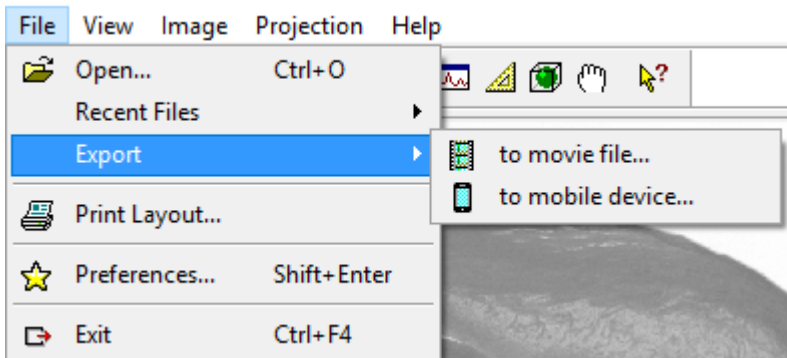 File View Image Projection Help
Open... Ctrl+O
Recent Files
Export
to movie file...
to mobile device...
Print Layout...
Preferences... Shift+Enter
Exit Ctrl+F4